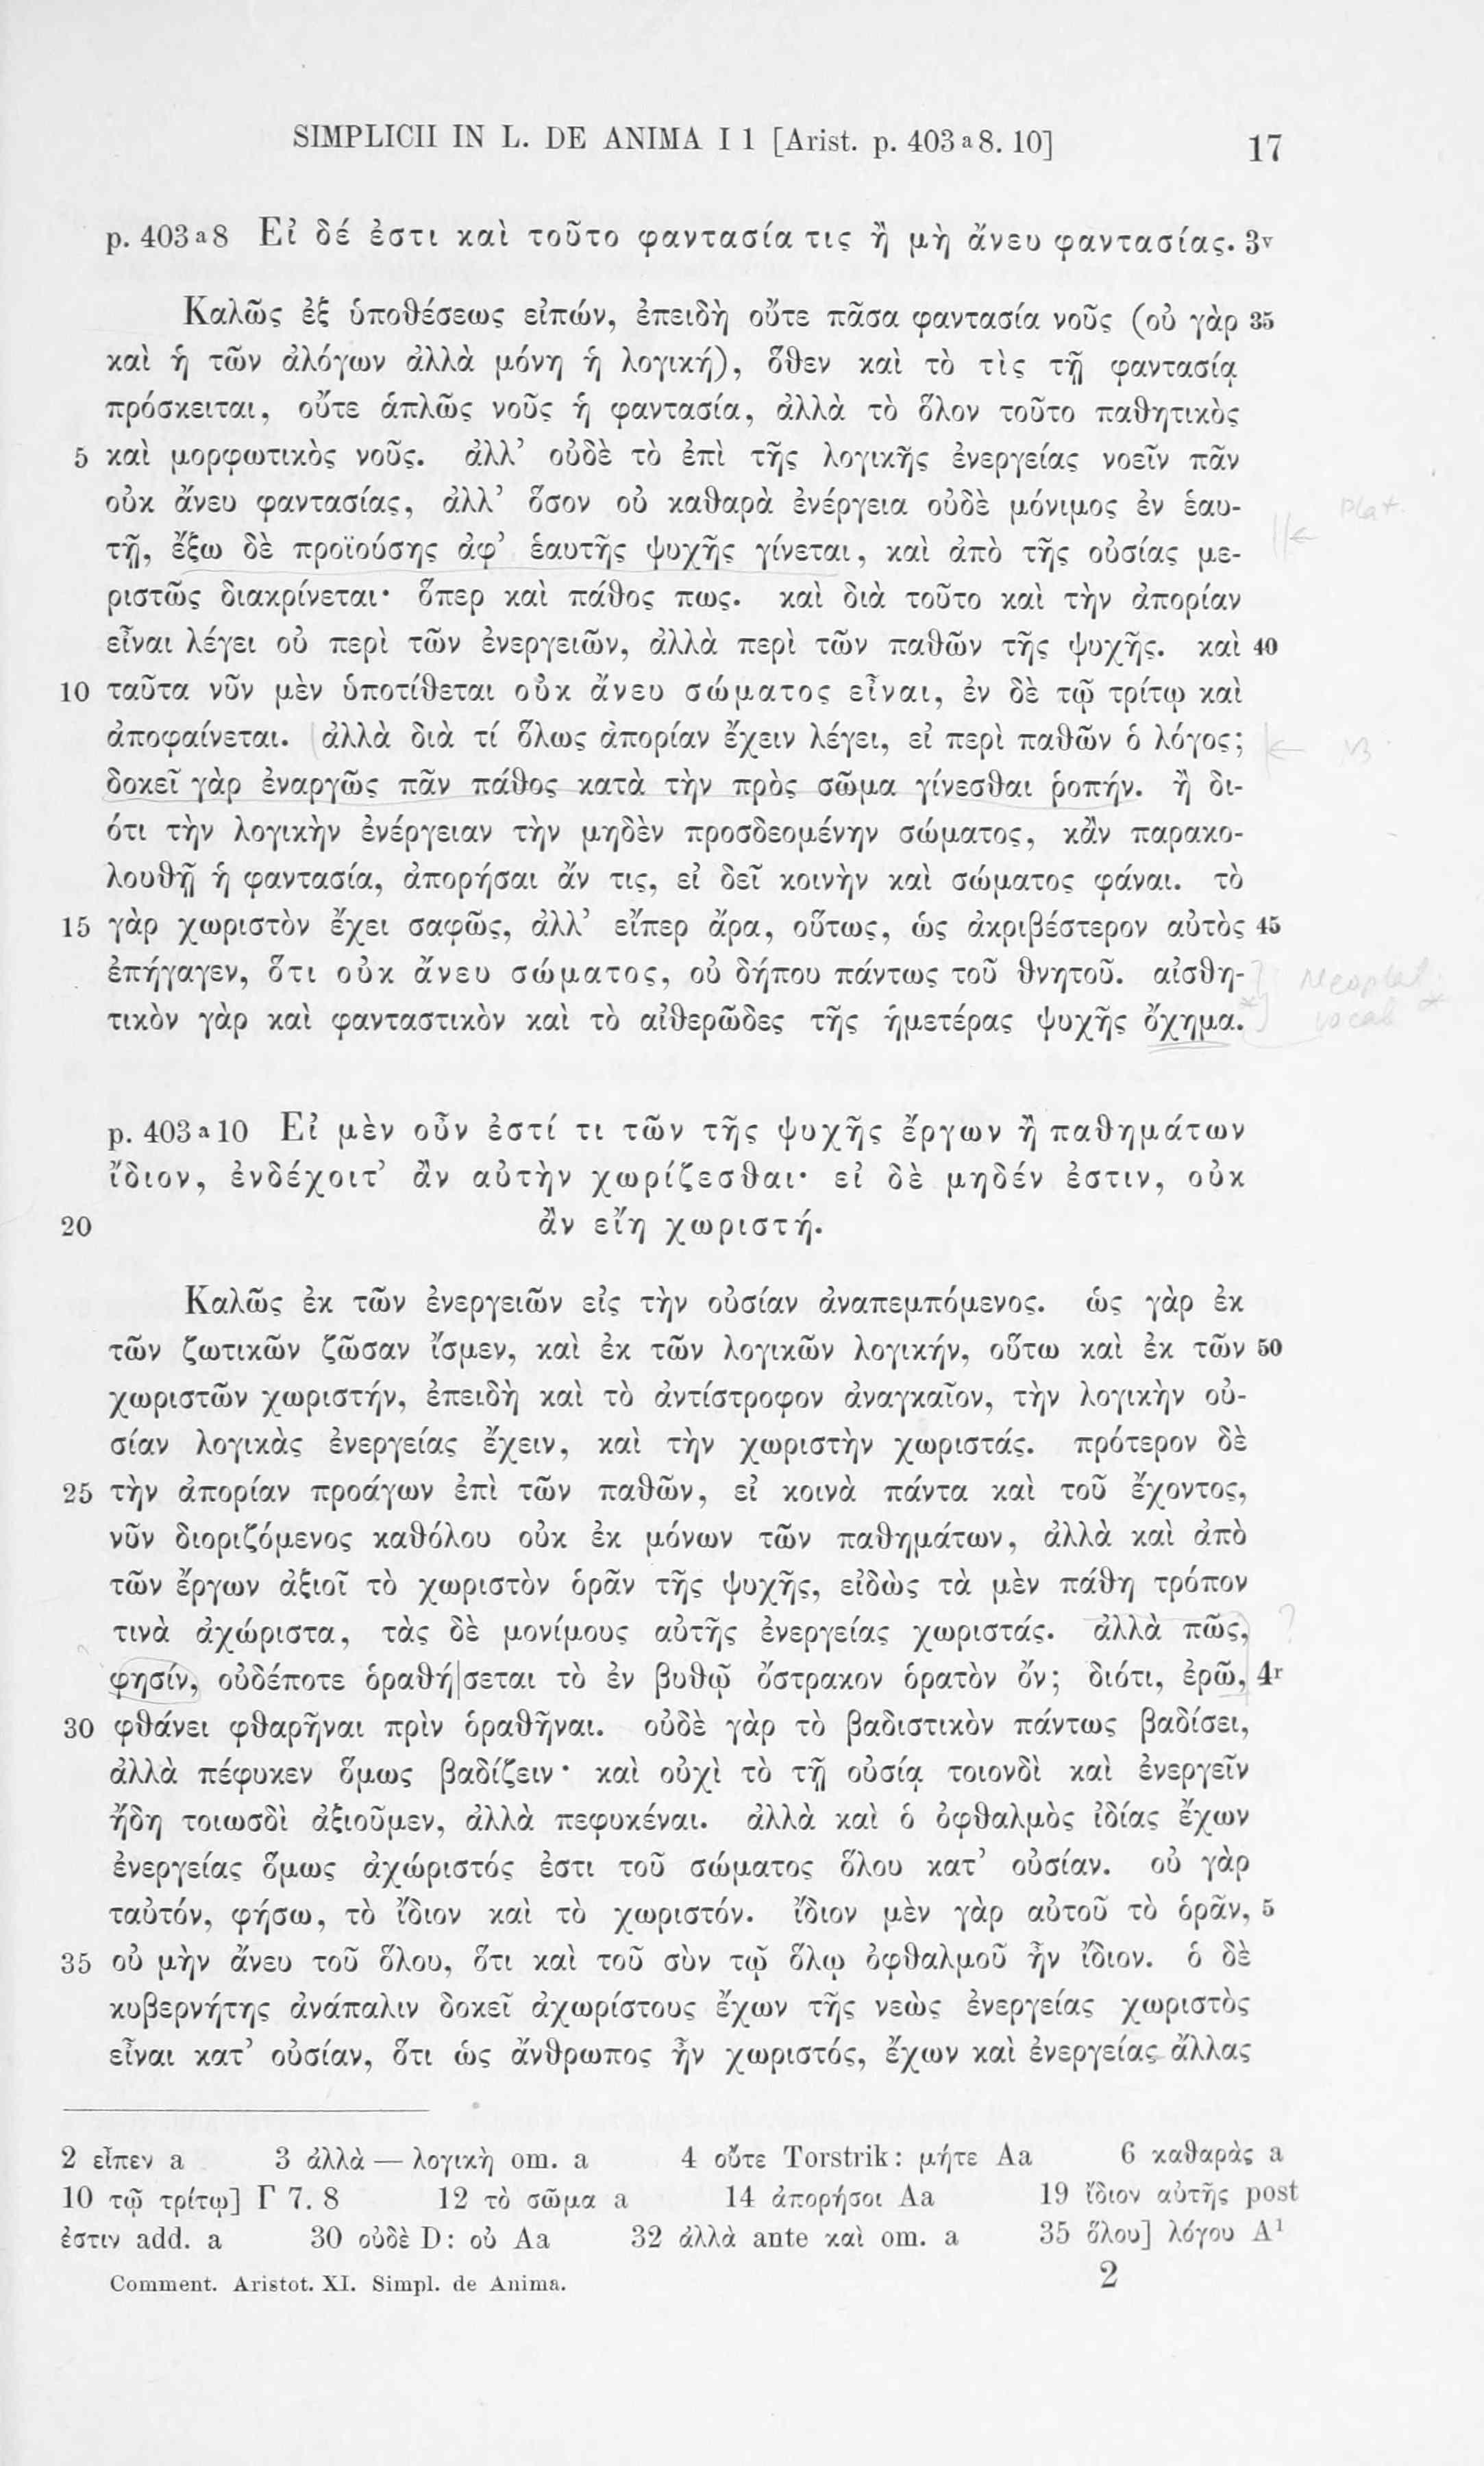 SIMPLICII IN L. DE ANIMA I 1 [Arist. p. 403 a 8. 10] 17
p. 403 a 8 Εἰ δέ ἐστι καὶ τοῦτο φαντασία τις ἢ μὴ ἄνευ φαντασίας. 3v
Καλῶς ἐξ ὑποθέσεως εἰπών, ἐπειδὴ οὔτε πᾶσα φαντασία νοῦς (οὐ γὰρ 35
καὶ ἡ τῶν ἀλόγων ἀλλὰ μόνη ἡ λογική), ὅθεν καὶ τὸ τὶς τῇ φαντασίᾳ
πρόσκειται, οὔτε ἁπλῶς νοῦς ἡ φαντασία, ἀλλὰ τὸ ὅλον τοῦτο παθητικὸς
5 καὶ μορφωτικὸς νοῦς. ἀλλ’ οὐδὲ τὸ ἐπὶ τῆς λογικῆς ἐνεργείας νοεῖν πᾶν
οὐκ ἄνευ φαντασίας, ἀλλ’ ὅσον οὐ καθαρὰ ἐνέργεια οὐδὲ μόνιμος ἐν ἑαυ-
τῇ, ἔξω δὲ προϊούσης ἀφ’ ἑαυτῆς ψυχῆς γίνεται, καὶ ἀπὸ τῆς οὐσίας με-
ριστῶς διακρίνεται· ὅπερ καὶ πάθος πως. καὶ διὰ τοῦτο καὶ τὴν ἀπορίαν
εἶναι λέγει οὐ περὶ τῶν ἐνεργειῶν, ἀλλὰ περὶ τῶν παθῶν τῆς ψυχῆς. καὶ 40
10 ταῦτα νῦν μὲν ὑποτίθεται οὐκ ἄνευ σώματος εἶναι, ἐν δὲ τῷ τρίτῳ καὶ
ἀποφαίνεται. ἀλλὰ διὰ τί ὅλως ἀπορίαν ἔχειν λέγει, εἰ περὶ παθῶν ὁ λόγος;
δοκεῖ γὰρ ἐναργῶς πᾶν πάθος κατὰ τὴν πρὸς σῶμα γίνεσθαι ῥοπήν. ἢ δι-
ότι τὴν λογικὴν ἐνέργειαν τὴν μηδὲν προσδεομένην σώματος, κἂν παρακο-
λουθῇ ἡ φαντασία, ἀπορήσαι ἄν τις, εἰ δεῖ κοινὴν καὶ σώματος φάναι. τὸ
15 γὰρ χωριστὸν ἔχει σαφῶς, ἀλλ’ εἴπερ ἄρα, οὕτως, ὡς ἀκριβέστερον αὐτὸς 45
ἐπήγαγεν, ὅτι οὐκ ἄνευ σώματος, οὐ δήπου πάντως τοῦ θνητοῦ. αἰσθη-
τικὸν γὰρ καὶ φανταστικὸν καὶ τὸ αἰθερῶδες τῆς ἡμετέρας ψυχῆς ὄχημα.
Plat.
Neoplat.
vocab *
p. 403 a 10 Εἰ μὲν οὖν ἐστί τι τῶν τῆς ψυχῆς ἔργων ἢ παθημάτων
ἴδιον, ἐνδέχοιτ’ ἂν αὐτὴν χωρίζεσθαι· εἰ δὲ μηδέν ἐστιν, οὐκ
20 ἂν εἴη χωριστή.
Καλῶς ἐκ τῶν ἐνεργειῶν εἰς τὴν οὐσίαν ἀναπεμπόμενος. ὡς γὰρ ἐκ
τῶν ζωτικῶν ζῶσαν ἴσμεν, καὶ ἐκ τῶν λογικῶν λογικήν, οὕτω καὶ ἐκ τῶν 50
χωριστῶν χωριστήν, ἐπειδὴ καὶ τὸ ἀντίστροφον ἀναγκαῖον, τὴν λογικὴν οὐ-
σίαν λογικὰς ἐνεργείας ἔχειν, καὶ τὴν χωριστὴν χωριστάς. πρότερον δὲ
25 τὴν ἀπορίαν προάγων ἐπὶ τῶν παθῶν, εἰ κοινὰ πάντα καὶ τοῦ ἔχοντος,
νῦν διοριζόμενος καθόλου οὐκ ἐκ μόνων τῶν παθημάτων, ἀλλὰ καὶ ἀπὸ
τῶν ἔργων ἀξιοῖ τὸ χωριστὸν ὁρᾶν τῆς ψυχῆς, εἰδὼς τὰ μὲν πάθη τρόπον
τινὰ ἀχώριστα, τὰς δὲ μονίμους αὐτῆς ἐνεργείας χωριστάς. ἀλλὰ πῶς, ?
φησίν, οὐδέποτε ὁραθή|σεται τὸ ἐν βυθῷ ὄστρακον ὁρατὸν ὄν; διότι, ἐρῶ, 4r
30 φθάνει φθαρῆναι πρὶν ὁραθῆναι. οὐδὲ γὰρ τὸ βαδιστικὸν πάντως βαδίσει,
ἀλλὰ πέφυκεν ὅμως βαδίζειν· καὶ οὐχὶ τὸ τῇ οὐσίᾳ τοιονδὶ καὶ ἐνεργεῖν
ἤδη τοιωσδὶ ἀξιοῦμεν, ἀλλὰ πεφυκέναι. ἀλλὰ καὶ ὁ ὀφθαλμὸς ἰδίας ἔχων
ἐνεργείας ὅμως ἀχώριστός ἐστι τοῦ σώματος ὅλου κατ’ οὐσίαν. οὐ γὰρ
ταὐτόν, φήσω, τὸ ἴδιον καὶ τὸ χωριστόν. ἴδιον μὲν γὰρ αὐτοῦ τὸ ὁρᾶν, 5
35 οὐ μὴν ἄνευ τοῦ ὅλου, ὅτι καὶ τοῦ σὺν τῷ ὅλῳ ὀφθαλμοῦ ἦν ἴδιον. ὁ δὲ
κυβερνήτης ἀνάπαλιν δοκεῖ ἀχωρίστους ἔχων τῆς νεὼς ἐνεργείας χωριστὸς
εἶναι κατ’ οὐσίαν, ὅτι ὡς ἄνθρωπος ἦν χωριστός, ἔχων καὶ ἐνεργείας ἄλλας
2 εἶπεν a 3 ἀλλὰ — λογικὴ om. a 4 οὔτε Torstrik: μήτε Aa 6 καθαρὰς a
10 τῷ τρίτῳ] Γ 7. 8 12 τὸ σῶμα a 14 ἀπορήσοι Aa 19 ἴδιον αὐτῆς post
ἐστιν add. a 30 οὐδὲ D: οὐ Aa 32 ἀλλὰ ante καὶ om. a 35 ὅλου] λόγου A¹
Comment. Aristot. XI. Simpl. de Anima. 2